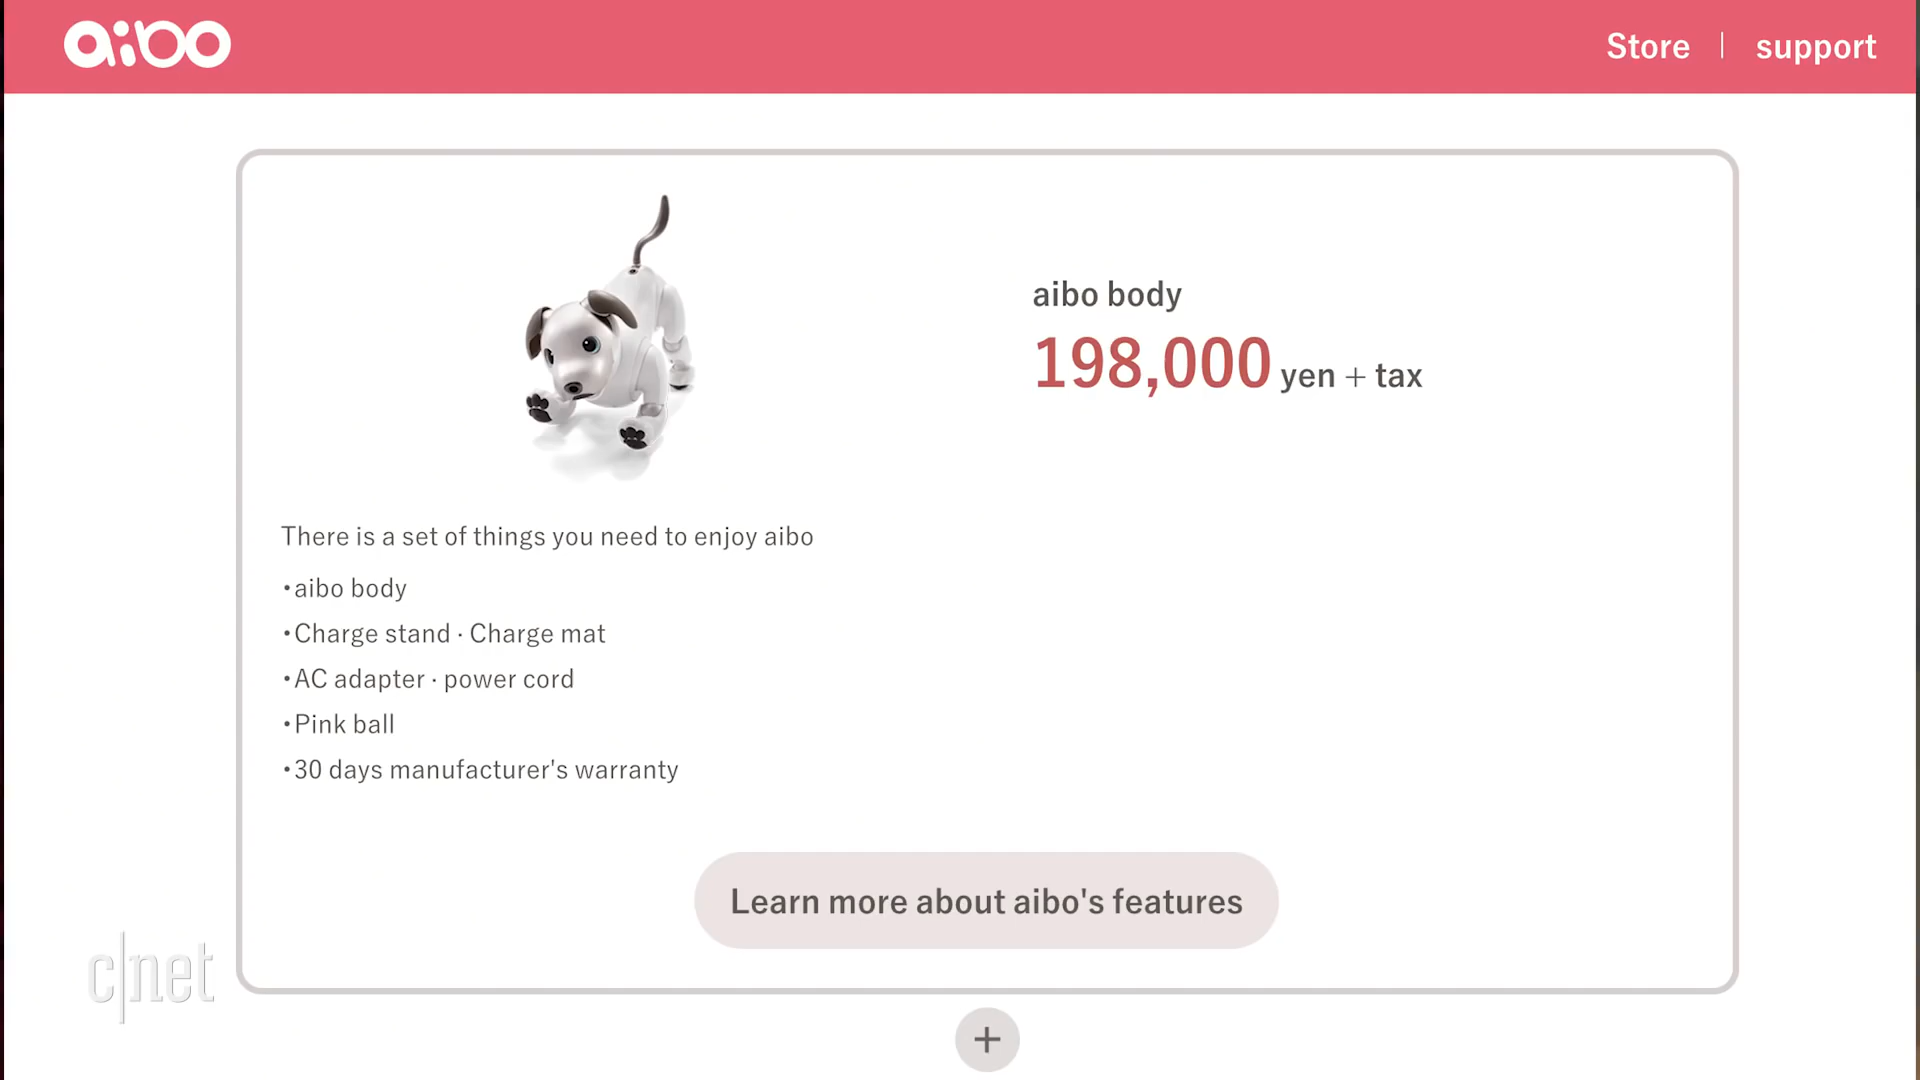 aibo
Store | support
aibo body
198,000 yen + tax
There is a set of things you need to enjoy aibo
•aibo body
•Charge stand · Charge mat
•AC adapter · power cord
•Pink ball
•30 days manufacturer's warranty
Learn more about aibo's features
c|net
+